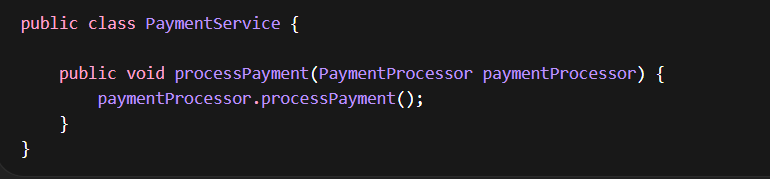 public class PaymentService {
public void processPayment(PaymentProcessor paymentProcessor) {
paymentProcessor.processPayment();
}
}